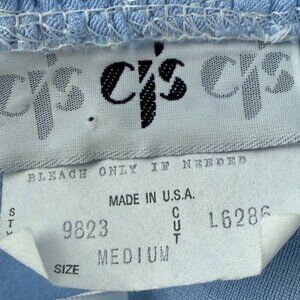 cjs cjs cjs
BLEACH ONLY IF NEEDED
MADE IN U.S.A.
STY 9823 CUT L6286
SIZE MEDIUM